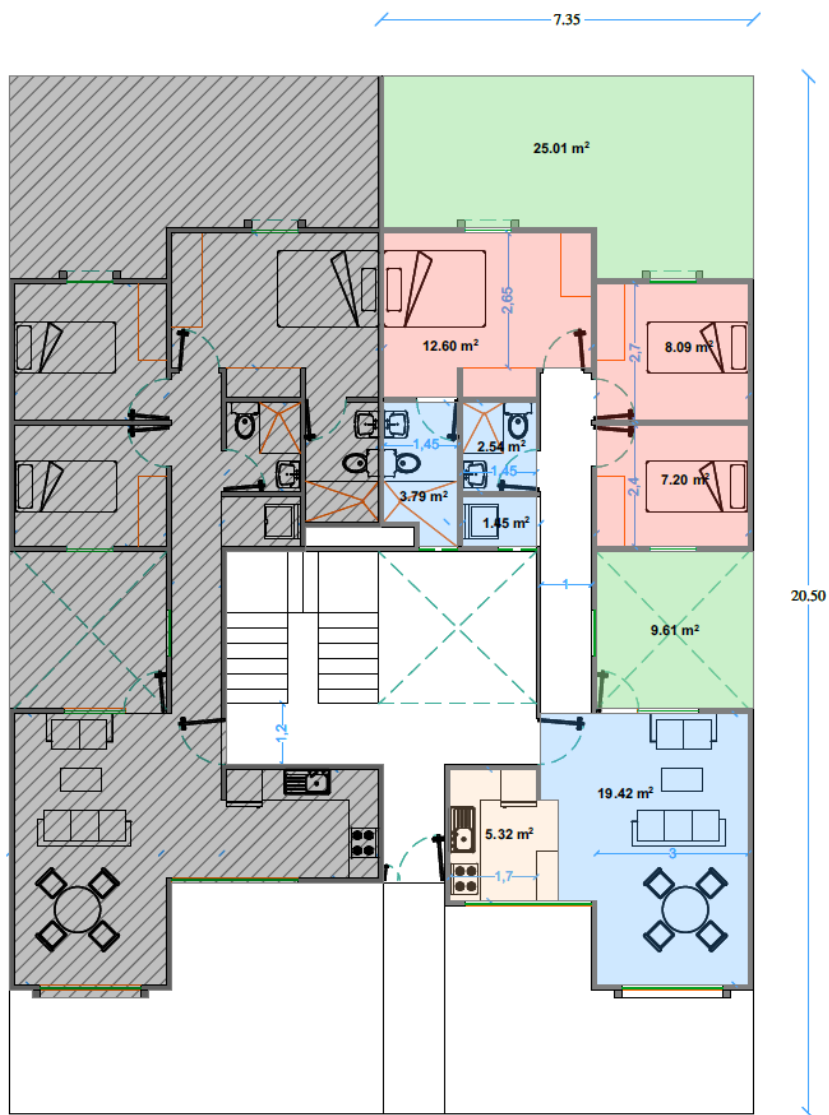 7.35
25.01 m²
2,65
12.60 m²
2,7
8.09 m²
1,45
2.54 m²
1,45
7.20 m²
2,4
3.79 m²
1.45 m²
1
20.50
9.61 m²
1,2
19.42 m²
5.32 m²
3
1,7